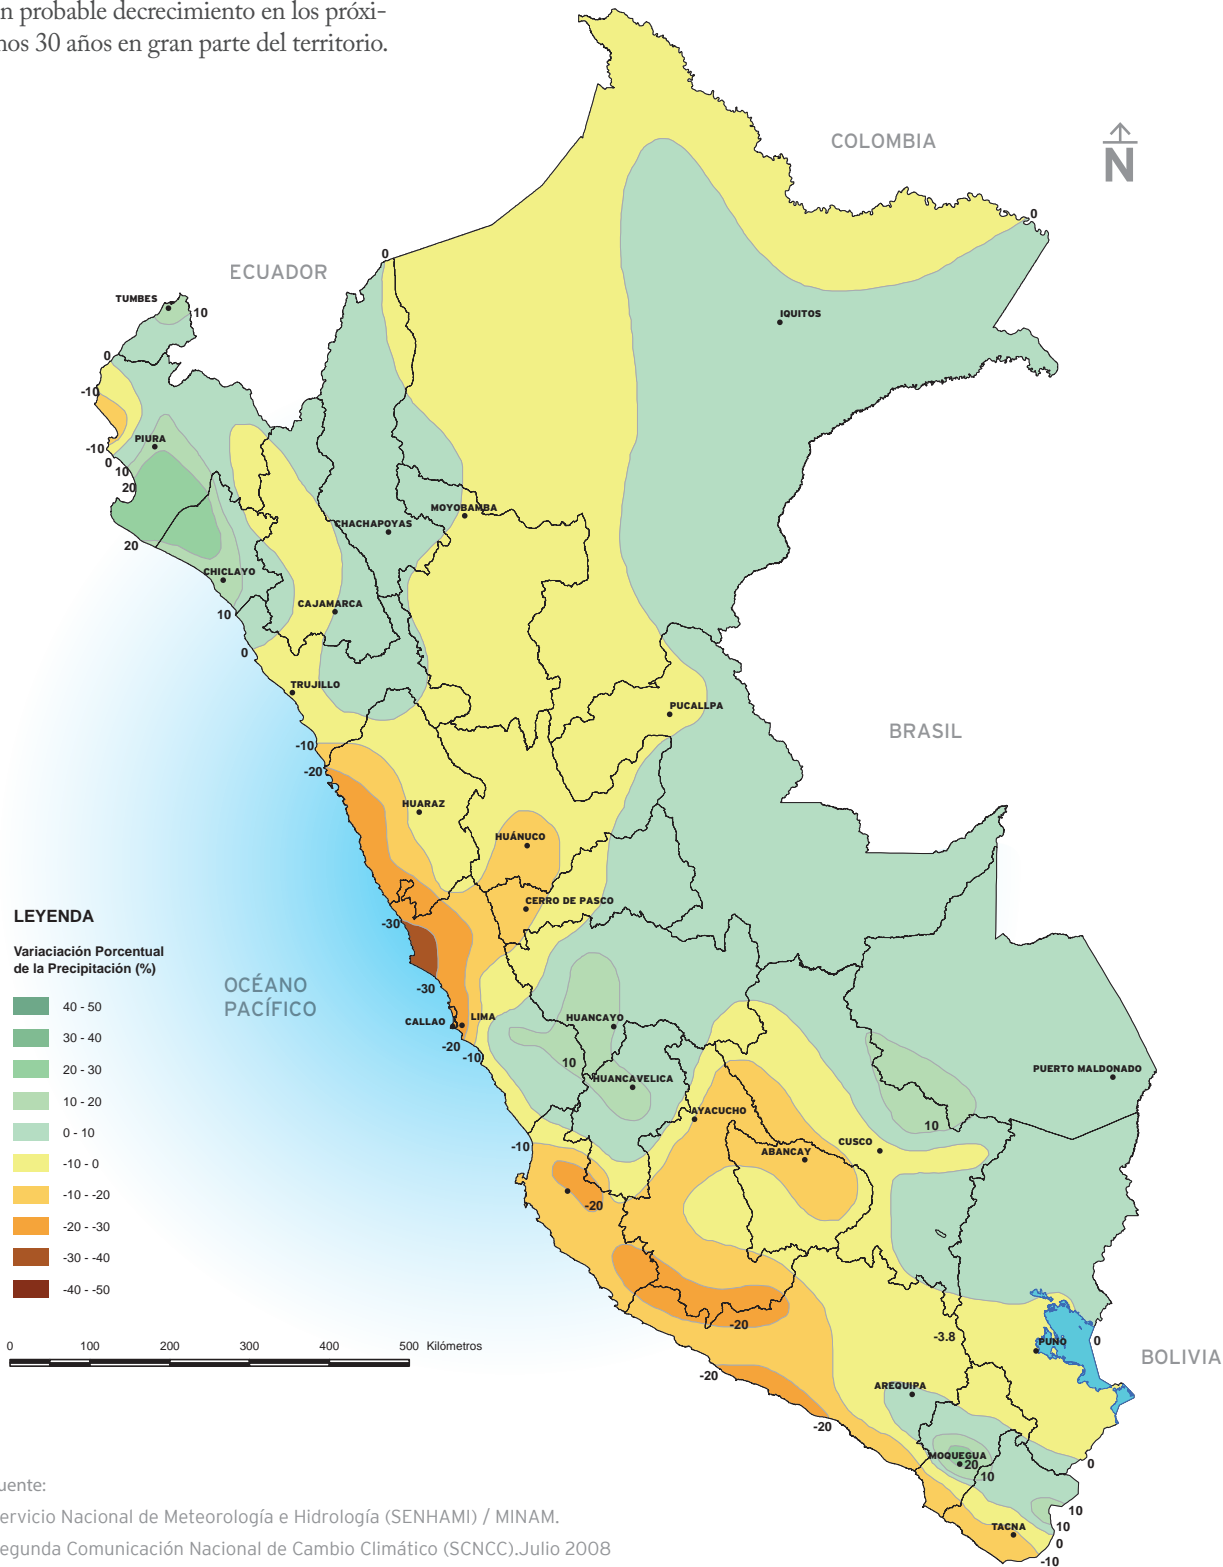 n probable decrecimiento en los próxi-
nos 30 años en gran parte del territorio.
COLOMBIA
N
0
0
ECUADOR
TUMBES
10
IQUITOS
0
-10
PIURA
-10
0
10
20
MOYOBAMBA
CHACHAPOYAS
20
CHICLAYO
CAJAMARCA
10
0
TRUJILLO
PUCALLPA
BRASIL
-10
-20
HUARAZ
HUÁNUCO
CERRO DE PASCO
LEYENDA
-30
Variaciación Porcentual
de la Precipitación (%)
OCÉANO
PACÍFICO
-30
40 - 50
30 - 40
20 - 30
10 - 20
0 - 10
-10 - 0
-10 - -20
-20 - -30
-30 - -40
-40 - -50
CALLAO
LIMA
HUANCAYO
-20
-10
10
HUANCAVELICA
PUERTO MALDONADO
AYACUCHO
10
-10
CUSCO
ABANCAY
-20
-20
-3.8
PUNO
0
BOLIVIA
0 100 200 300 400 500 Kilómetros
-20
AREQUIPA
-20
MOQUEGUA
20
10
0
10
10
TACNA
0
-10
uente:
ervicio Nacional de Meteorología e Hidrología (SENHAMI) / MINAM.
egunda Comunicación Nacional de Cambio Climático (SCNCC).Julio 2008